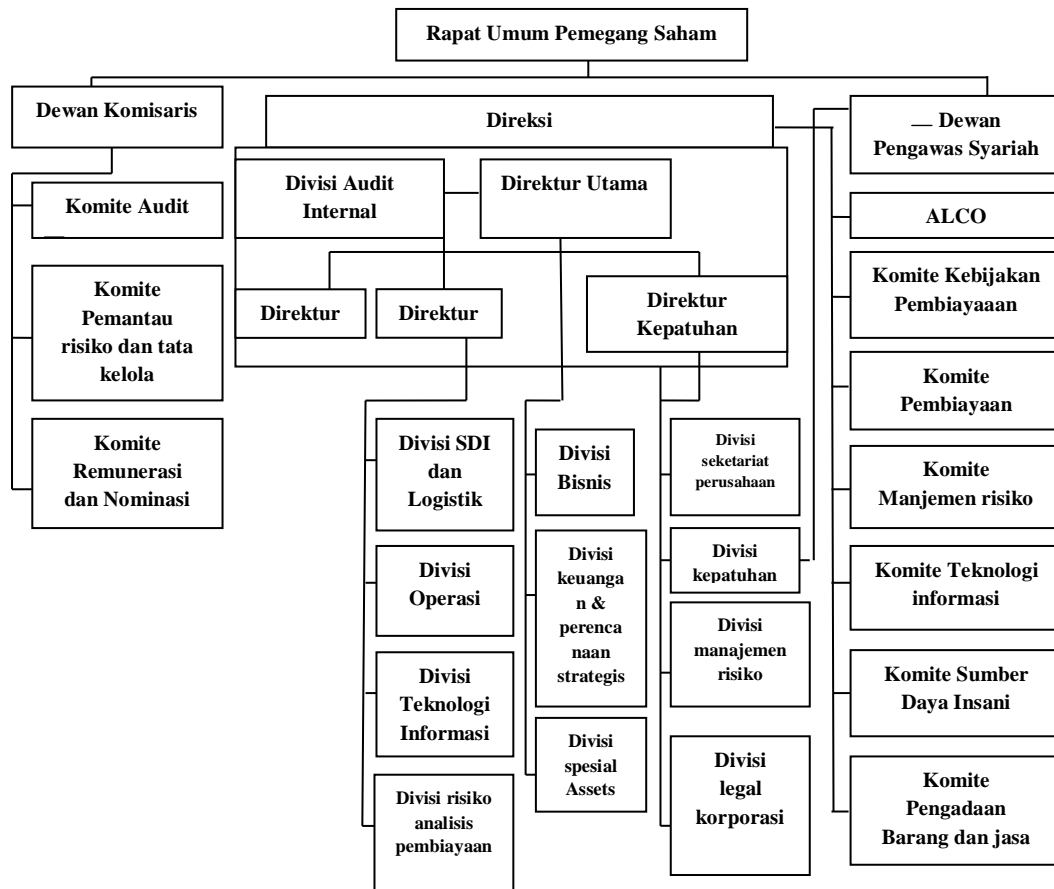 Rapat Umum Pemegang Saham
Dewan Komisaris
Komite Audit
Komite
Pemantau
risiko dan tata
kelola
Komite
Remunerasi
dan Nominasi
Direksi
Divisi Audit
Internal
Direktur Utama
Direktur
Direktur
Direktur
Kepatuhan
Divisi SDI
dan
Logistik
Divisi
Operasi
Divisi
Teknologi
Informasi
Divisi risiko
analisis
pembiayaan
Divisi
Bisnis
Divisi
keuanga
n &
perenca
naan
strategis
Divisi
spesial
Assets
Divisi
seketariat
perusahaan
Divisi
kepatuhan
Divisi
manajemen
risiko
Divisi
legal
korporasi
__ Dewan
Pengawas Syariah
ALCO
Komite Kebijakan
Pembiayaaan
Komite
Pembiayaan
Komite
Manjemen risiko
Komite Teknologi
informasi
Komite Sumber
Daya Insani
Komite
Pengadaan
Barang dan jasa